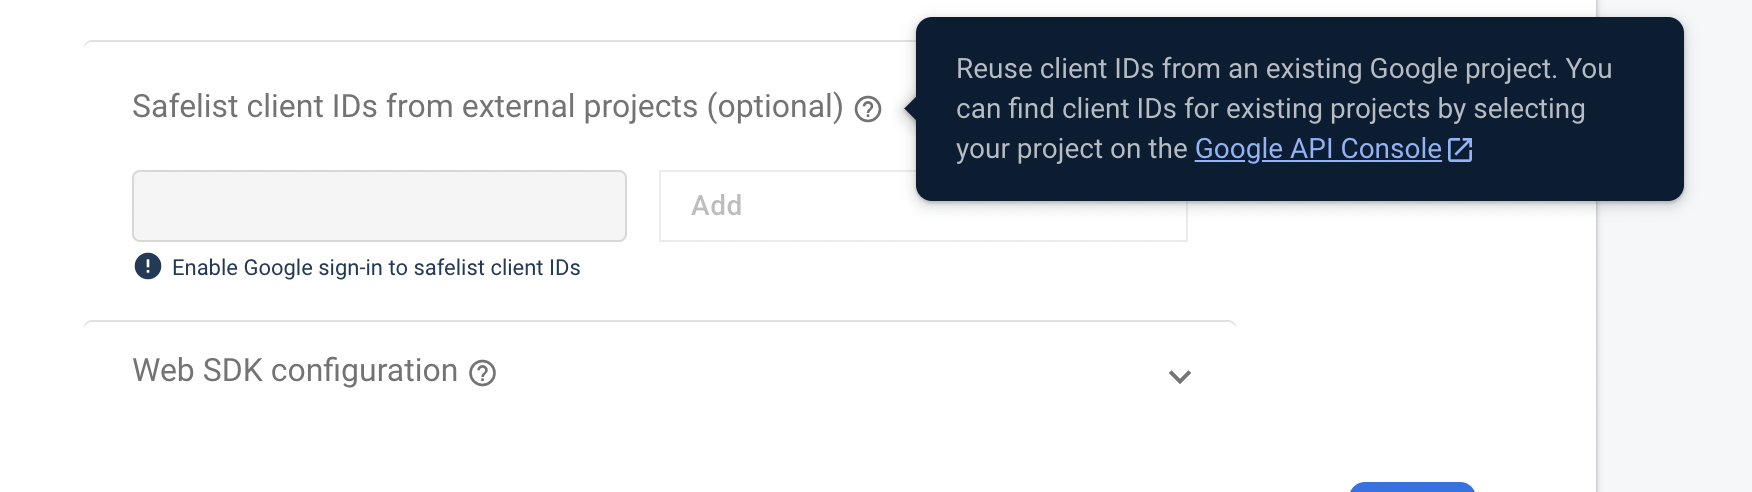 Safelist client IDs from external projects (optional)
Reuse client IDs from an existing Google project. You
can find client IDs for existing projects by selecting
your project on the Google API Console
Add
Enable Google sign-in to safelist client IDs
Web SDK configuration